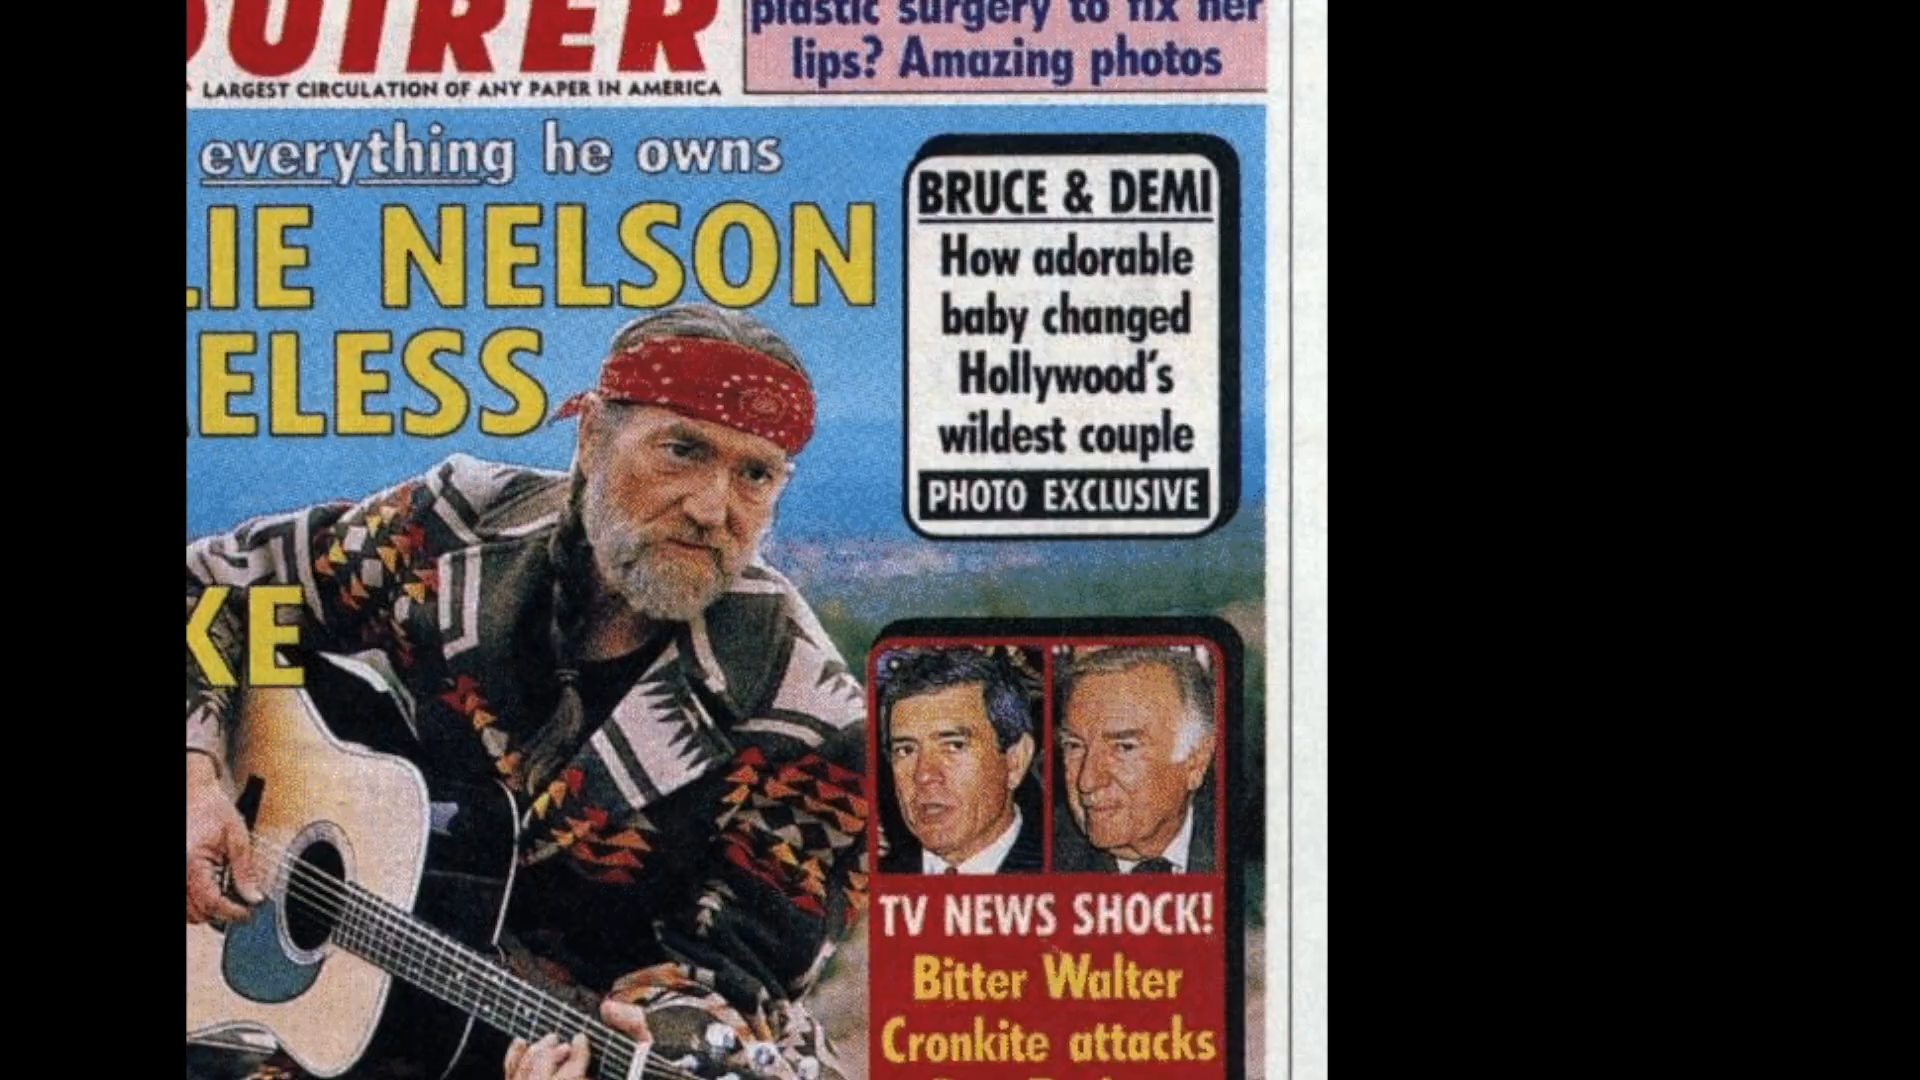 QUIRER
LARGEST CIRCULATION OF ANY PAPER IN AMERICA
plastic surgery to fix her
lips? Amazing photos
everything he owns
LIE NELSON
ELESS
KE
BRUCE & DEMI
How adorable
baby changed
Hollywood's
wildest couple
PHOTO EXCLUSIVE
TV NEWS SHOCK!
Bitter Walter
Cronkite attacks